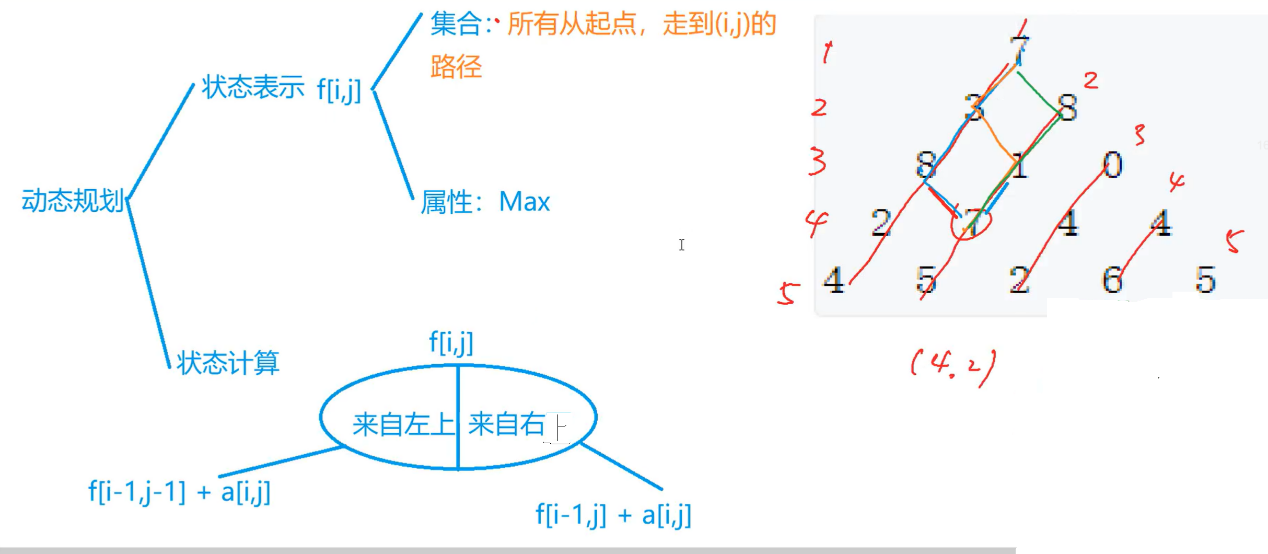 集合：所有从起点，走到(i,j)的
路径
状态表示 f[i,j]
动态规划
属性：Max
状态计算
f[i,j]
来自左上 来自右上
f[i-1,j-1] + a[i,j]
f[i-1,j] + a[i,j]
1 7 1
2 3 8 2
3 8 1 0 3
4 2 7 4 4 4
5 4 5 2 6 5 5
(4.2)